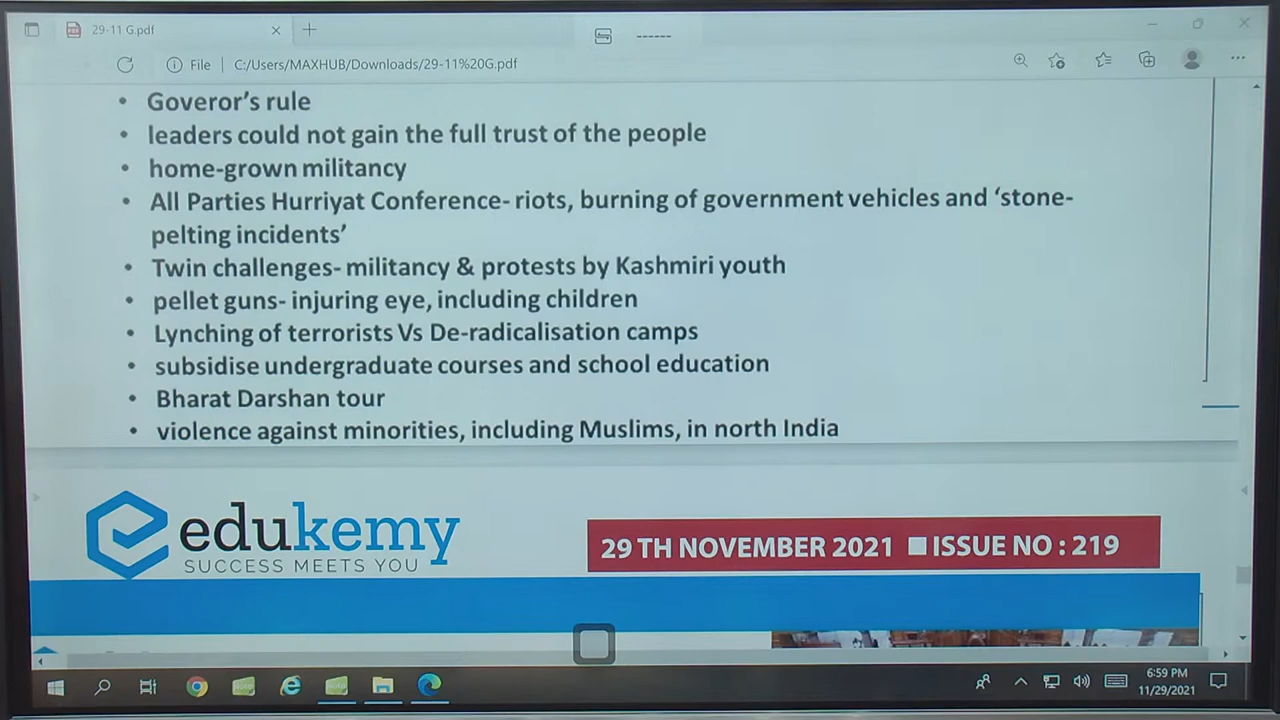 29-11 G.pdf
------
File
C:/Users/MAXHUB/Downloads/29-11%20G.pdf
• Goveror's rule
• leaders could not gain the full trust of the people
• home-grown militancy
• All Parties Hurriyat Conference- riots, burning of government vehicles and ‘stone-
pelting incidents’
• Twin challenges- militancy & protests by Kashmiri youth
• pellet guns- injuring eye, including children
• Lynching of terrorists Vs De-radicalisation camps
• subsidise undergraduate courses and school education
• Bharat Darshan tour
• violence against minorities, including Muslims, in north India
edukemy
SUCCESS MEETS YOU
29 TH NOVEMBER 2021 ■ ISSUE NO : 219
6:59 PM
11/29/2021